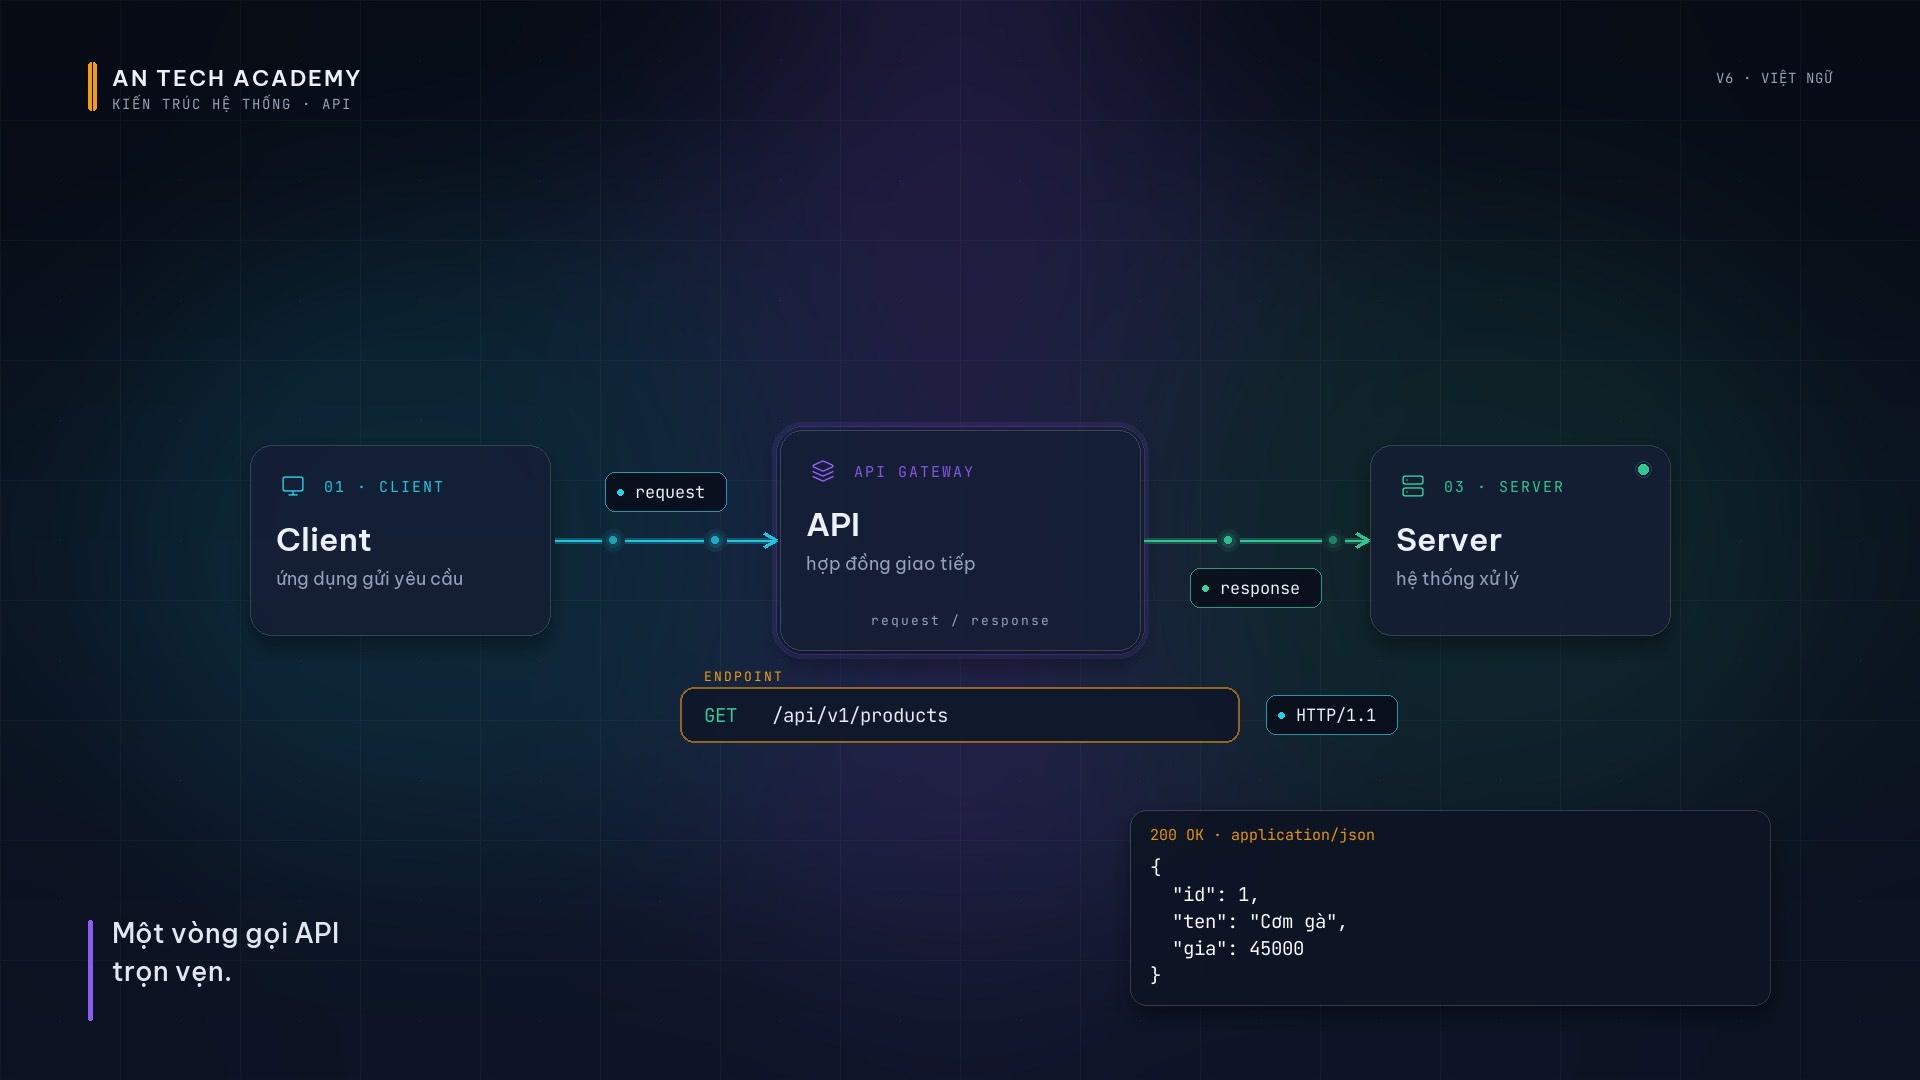 AN TECH ACADEMY
KIẾN TRÚC HỆ THỐNG · API
V6 · VIỆT NGỮ
01 · CLIENT
Client
ứng dụng gửi yêu cầu
request
API GATEWAY
API
hợp đồng giao tiếp
request / response
response
03 · SERVER
Server
hệ thống xử lý
ENDPOINT
GET /api/v1/products
HTTP/1.1
200 OK · application/json
{
"id": 1,
"ten": "Cơm gà",
"gia": 45000
}
Một vòng gọi API
trọn vẹn.